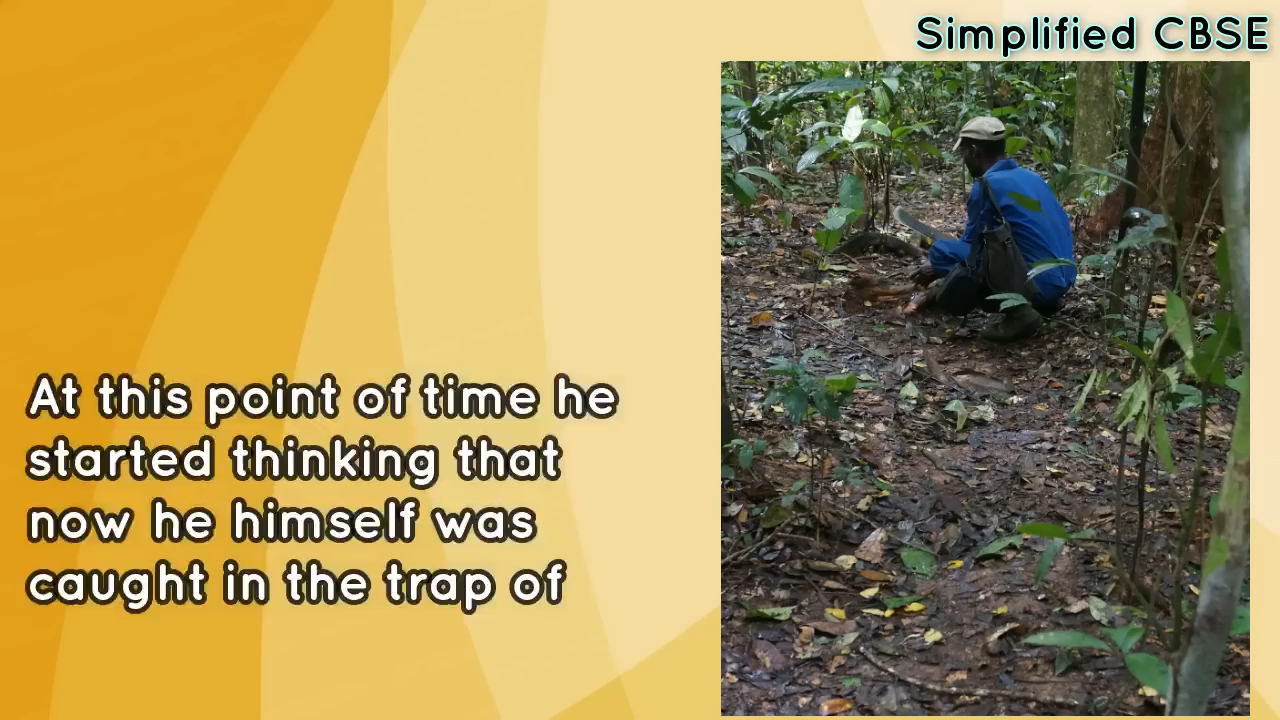 Simplified CBSE
At this point of time he
started thinking that
now he himself was
caught in the trap of